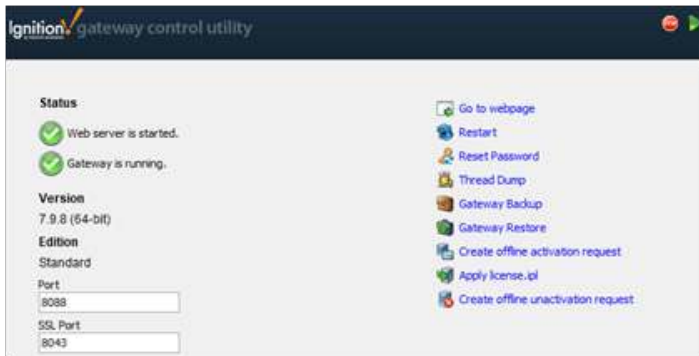 Ignition! gateway control utility
Status
Web server is started.
Gateway is running.
Version
7.9.8 (64-bit)
Edition
Standard
Port
8088
SSL Port
8043
Go to webpage
Restart
Reset Password
Thread Dump
Gateway Backup
Gateway Restore
Create offline activation request
Apply license.ipl
Create offline unactivation request